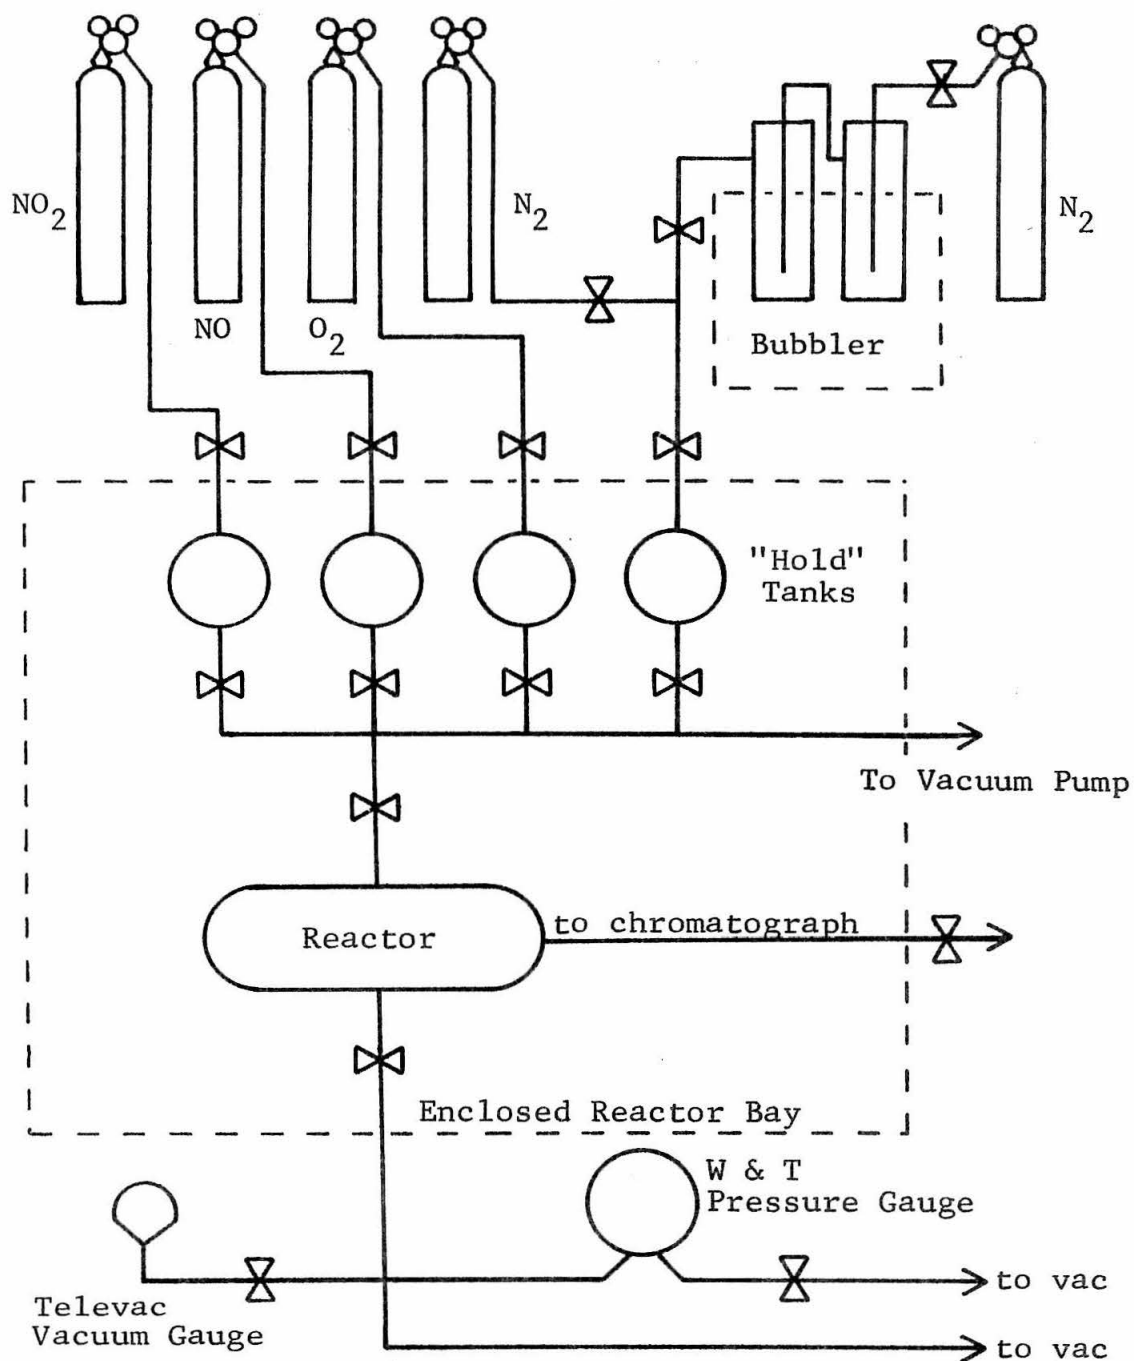 NO2
NO
O2
N2
N2
Bubbler
"Hold"
Tanks
To Vacuum Pump
Reactor
to chromatograph
Enclosed Reactor Bay
W & T
Pressure Gauge
Televac
Vacuum Gauge
to vac
to vac